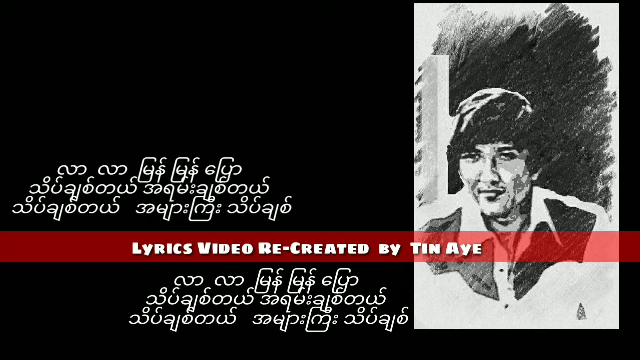 လာ လာ မြန် မြန် ပြော
သိပ်ချစ်တယ် အရမ်းချစ်တယ်
သိပ်ချစ်တယ် အများကြီး သိပ်ချစ်
Lyrics Video Re-Created by Tin Aye
လာ လာ မြန် မြန် ပြော
သိပ်ချစ်တယ် အရမ်းချစ်တယ်
သိပ်ချစ်တယ် အများကြီး သိပ်ချစ်